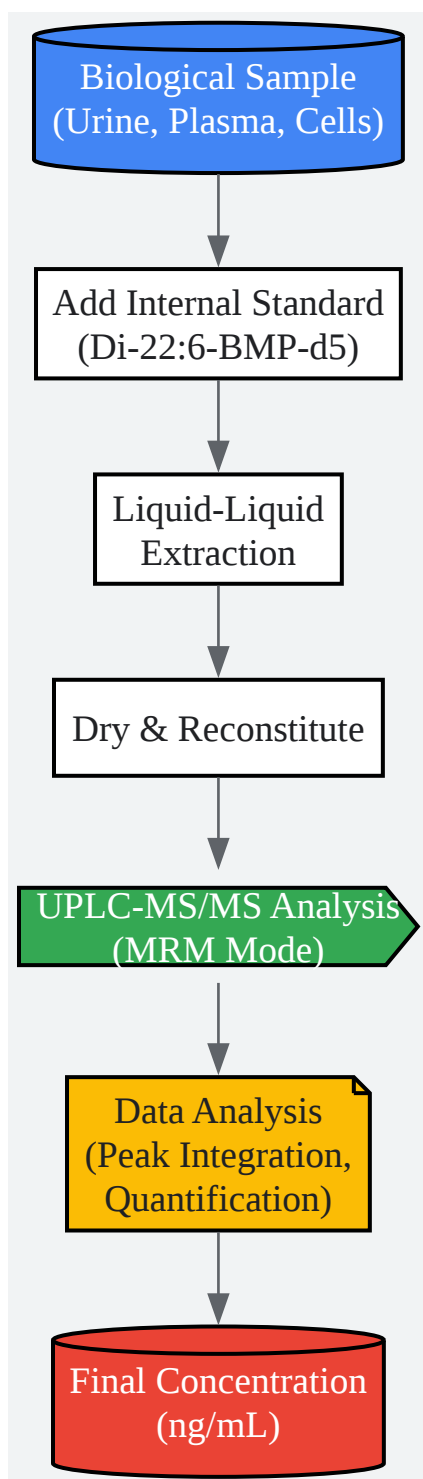 Biological Sample
(Urine, Plasma, Cells)
Add Internal Standard
(Di-22:6-BMP-d5)
Liquid-Liquid
Extraction
Dry & Reconstitute
UPLC-MS/MS Analysis
(MRM Mode)
Data Analysis
(Peak Integration,
Quantification)
Final Concentration
(ng/mL)